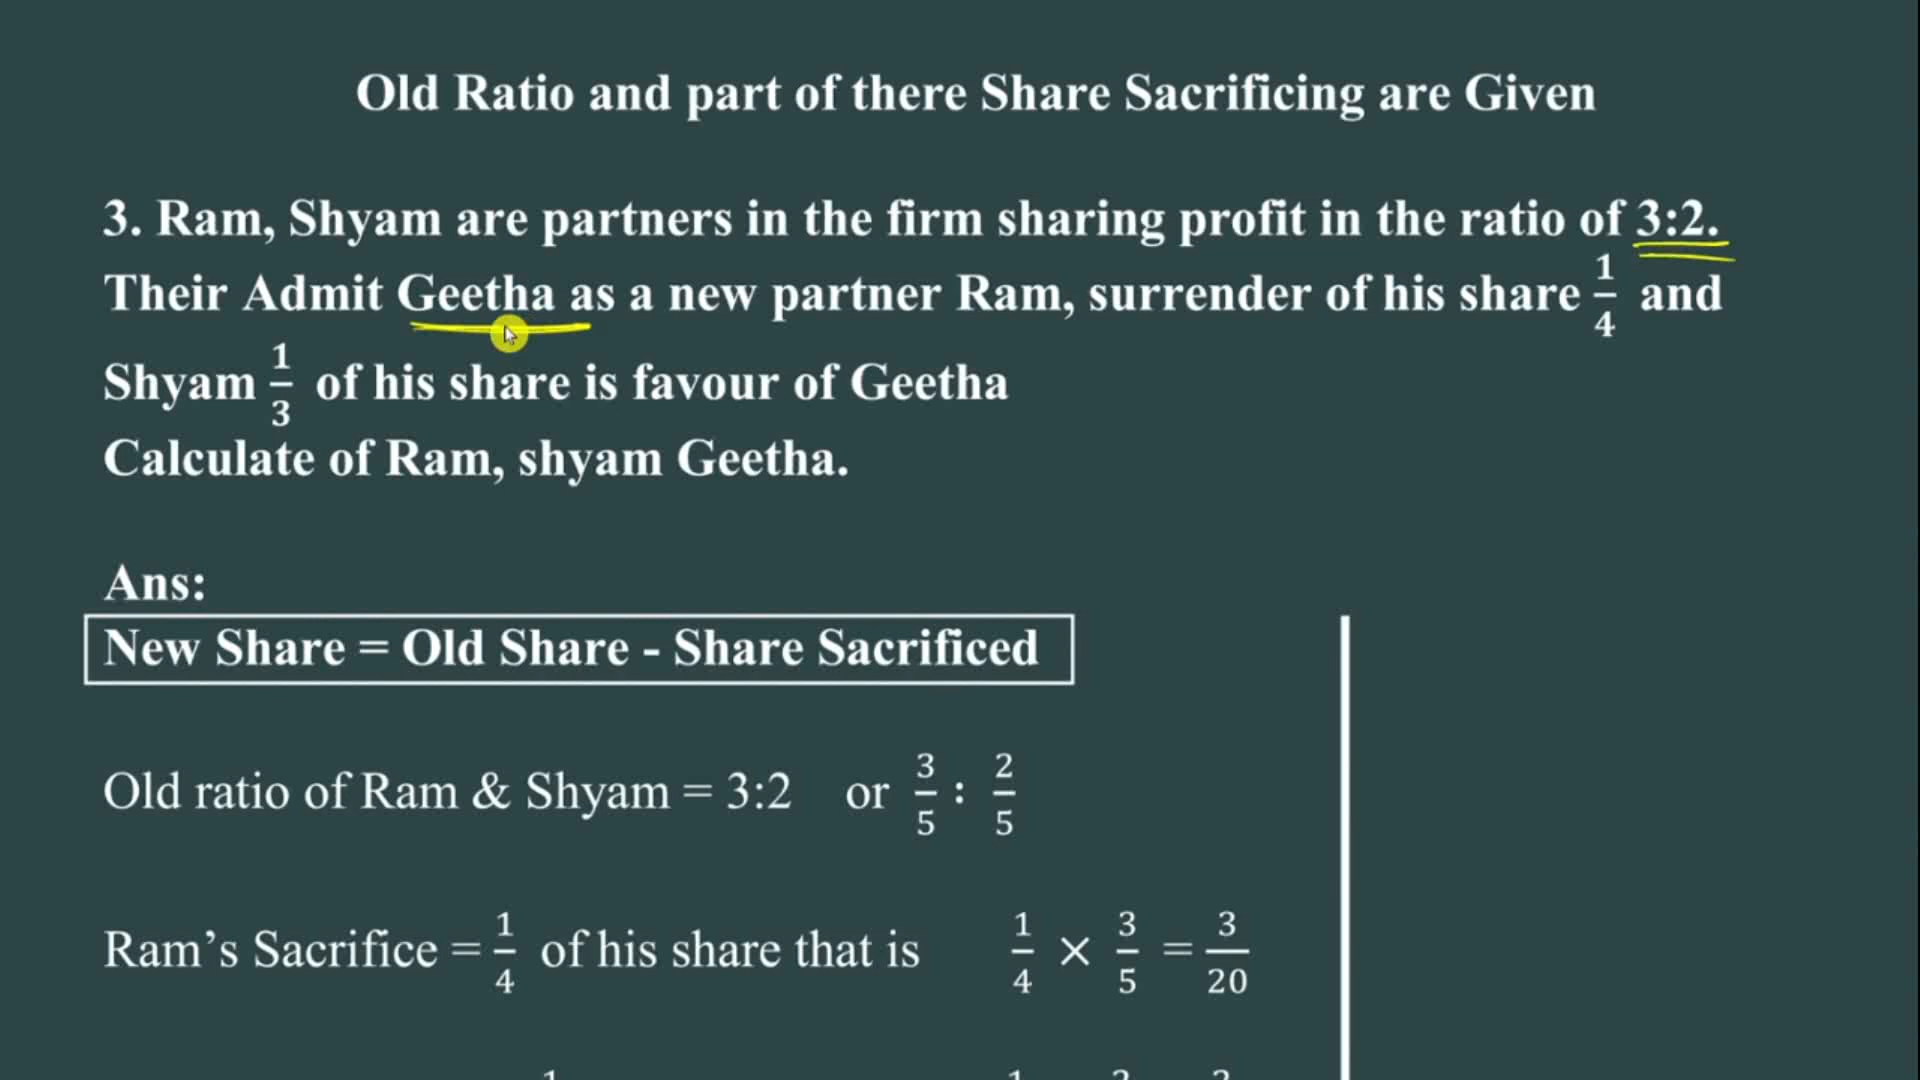 Old Ratio and part of there Share Sacrificing are Given
3. Ram, Shyam are partners in the firm sharing profit in the ratio of 3:2.
Their Admit Geetha as a new partner Ram, surrender of his share 1/4 and
Shyam 1/3 of his share is favour of Geetha
Calculate of Ram, shyam Geetha.
Ans:
New Share = Old Share - Share Sacrificed
Old ratio of Ram & Shyam = 3:2 or 3/5 : 2/5
Ram's Sacrifice = 1/4 of his share that is 1/4 × 3/5 = 3/20